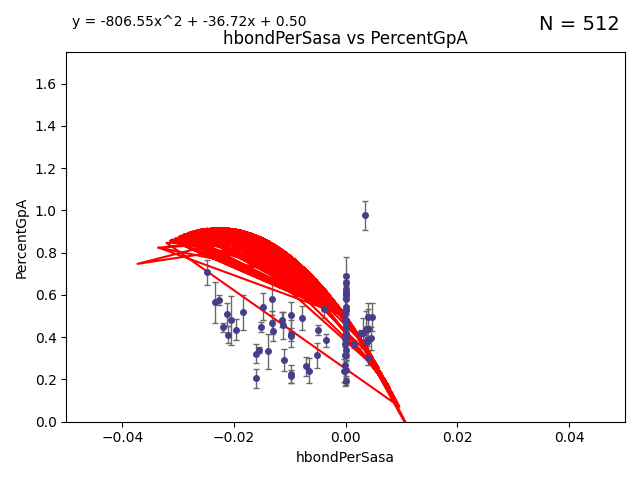 y = -806.55x^2 + -36.72x + 0.50
N = 512
hbondPerSasa vs PercentGpA
1.6
1.4
1.2
1.0
0.8
0.6
0.4
0.2
0.0
PercentGpA
−0.04
−0.02
0.00
0.02
0.04
hbondPerSasa